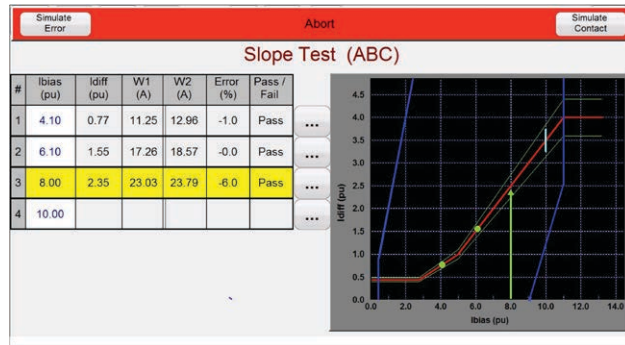 Simulate Error
Abort
Simulate Contact
Slope Test (ABC)
# Ibias (pu) Idiff (pu) W1 (A) W2 (A) Error (%) Pass / Fail
1 4.10 0.77 11.25 12.96 -1.0 Pass ...
2 6.10 1.55 17.26 18.57 -0.0 Pass ...
3 8.00 2.35 23.03 23.79 -6.0 Pass ...
4 10.00 ...
Idiff (pu)
4.5
4.0
3.5
3.0
2.5
2.0
1.5
1.0
0.5
0.0
0.0 2.0 4.0 6.0 8.0 10.0 12.0 14.0
Ibias (pu)